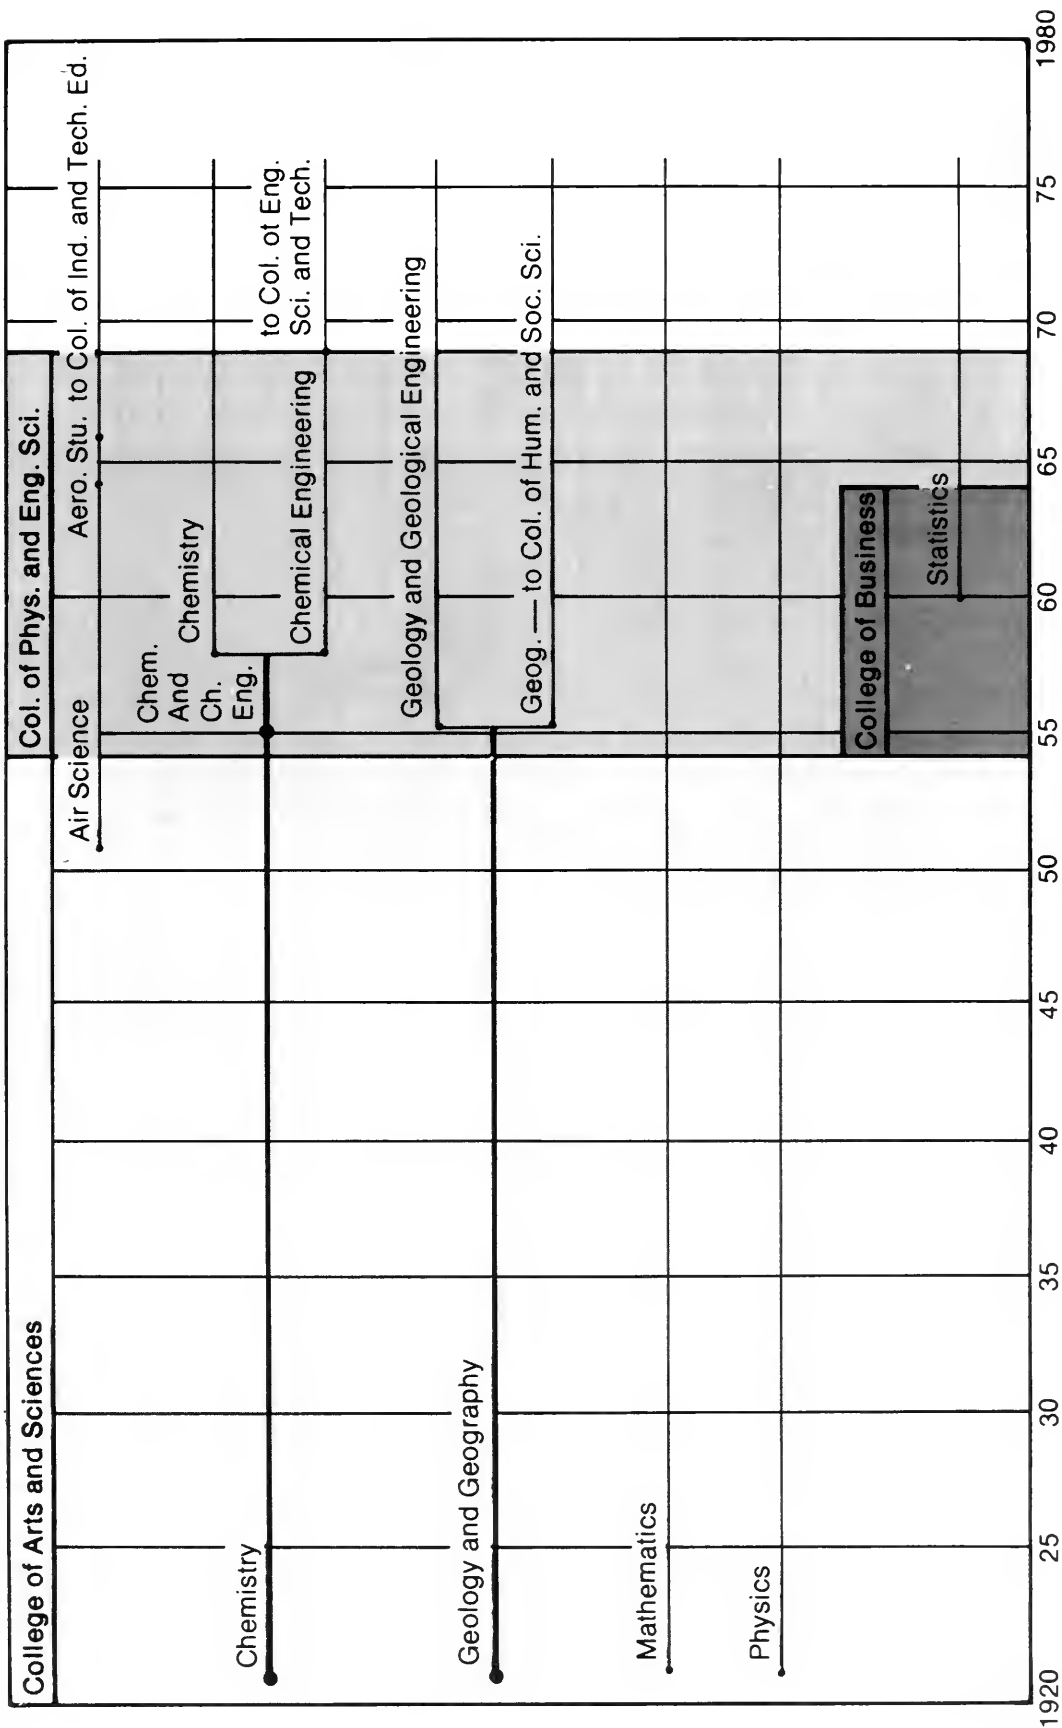 College of Arts and Sciences
Col. of Phys. and Eng. Sci.
Air Science
Aero. Stu. to Col. of Ind. and Tech. Ed.
Chem.
And
Ch.
Eng.
Chemistry
Chemistry
to Col. ot Eng.
Sci. and Tech.
Chemical Engineering
Geology and Geological Engineering
Geology and Geography
Geog. — to Col. of Hum. and Soc. Sci.
Mathematics
Physics
College of Business
Statistics
1920 25 30 35 40 45 50 55 60 65 70 75 1980